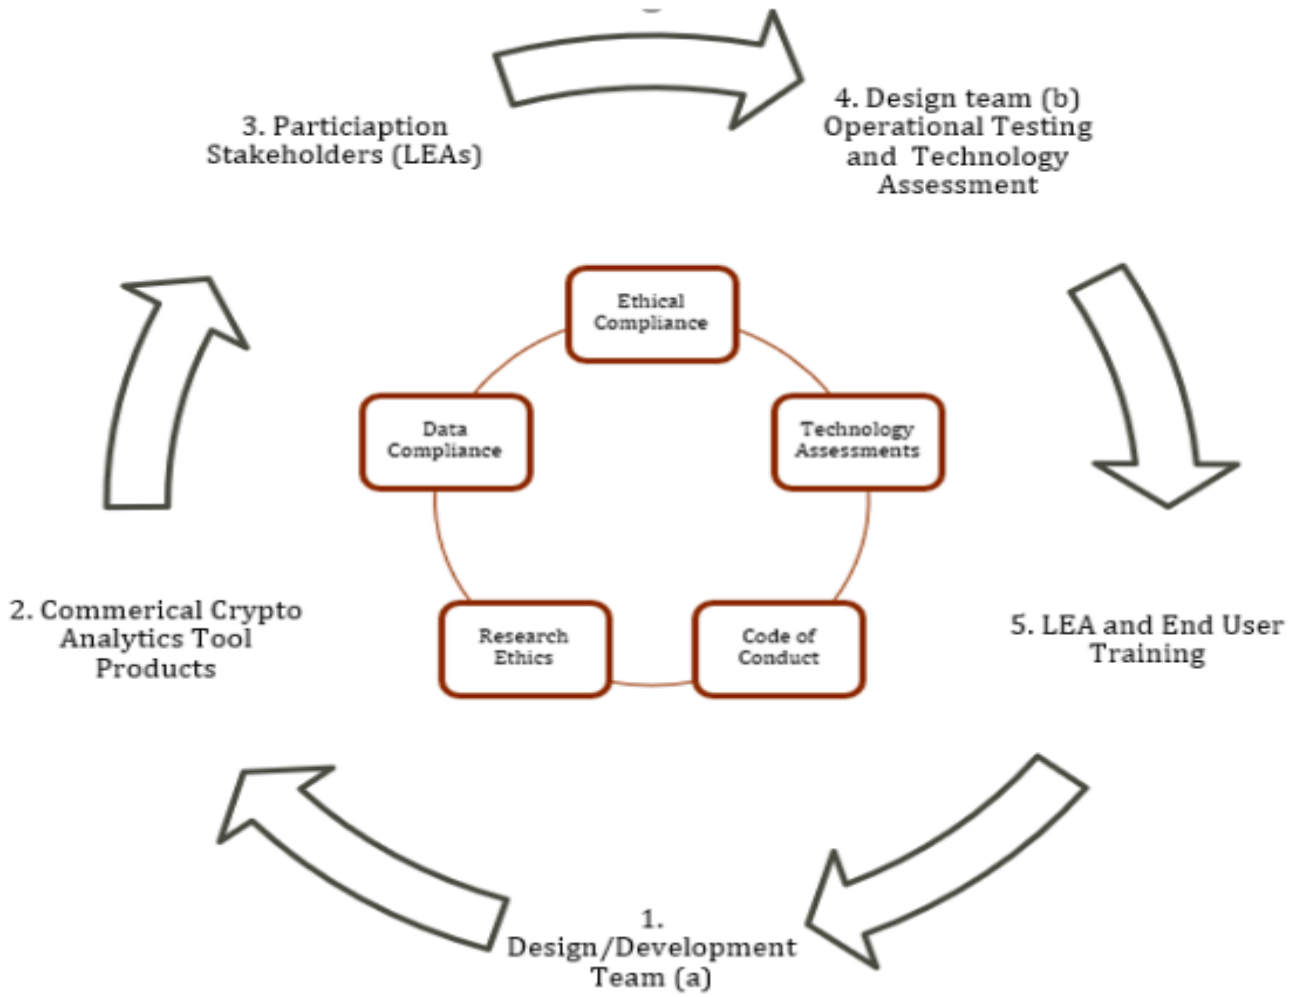 3. Particiaption
Stakeholders (LEAs)
4. Design team (b)
Operational Testing
and Technology
Assessment
Ethical
Compliance
Data
Compliance
Technology
Assessments
2. Commerical Crypto
Analytics Tool
Products
Research
Ethics
Code of
Conduct
5. LEA and End User
Training
1.
Design/Development
Team (a)